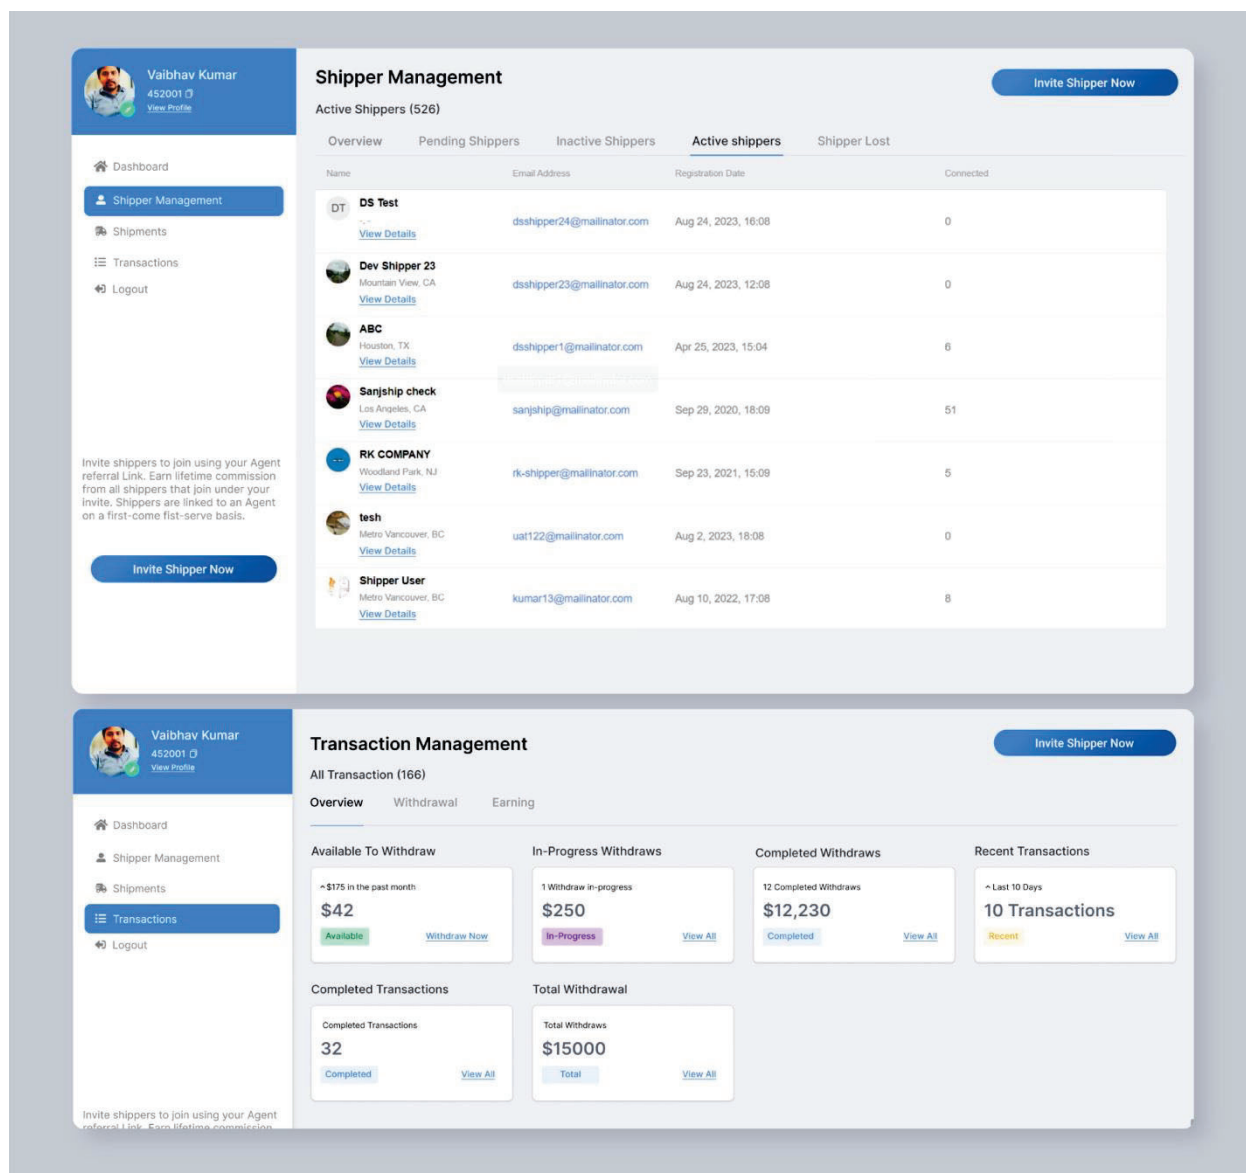 Vaibhav Kumar
452001
View Profile
Dashboard
Shipper Management
Shipments
Transactions
Logout
Invite shippers to join using your Agent
referral Link. Earn lifetime commission
from all shippers that join under your
invite. Shippers are linked to an Agent
on a first-come fist-serve basis.
Invite Shipper Now
Shipper Management
Invite Shipper Now
Active Shippers (526)
Overview Pending Shippers Inactive Shippers Active shippers Shipper Lost
Name Email Address Registration Date Connected
DT DS Test
-, -
View Details
dsshipper24@mailinator.com Aug 24, 2023, 16:08 0
Dev Shipper 23
Mountain View, CA
View Details
dsshipper23@mailinator.com Aug 24, 2023, 12:08 0
ABC
Houston, TX
View Details
dsshipper1@mailinator.com Apr 25, 2023, 15:04 6
Sanjship check
Los Angeles, CA
View Details
sanjship@mailinator.com Sep 29, 2020, 18:09 51
RK COMPANY
Woodland Park, NJ
View Details
rk-shipper@mailinator.com Sep 23, 2021, 15:09 5
tesh
Metro Vancouver, BC
View Details
uat122@mailinator.com Aug 2, 2023, 18:08 0
Shipper User
Metro Vancouver, BC
View Details
kumar13@mailinator.com Aug 10, 2022, 17:08 8
Vaibhav Kumar
452001
View Profile
Dashboard
Shipper Management
Shipments
Transactions
Logout
Invite shippers to join using your Agent
referral Link. Earn lifetime commission
Transaction Management
Invite Shipper Now
All Transaction (166)
Overview Withdrawal Earning
Available To Withdraw
^$175 in the past month
$42
Available Withdraw Now
In-Progress Withdraws
1 Withdraw in-progress
$250
In-Progress View All
Completed Withdraws
12 Completed Withdraws
$12,230
Completed View All
Recent Transactions
^ Last 10 Days
10 Transactions
Recent View All
Completed Transactions
Completed Transactions
32
Completed View All
Total Withdrawal
Total Withdraws
$15000
Total View All